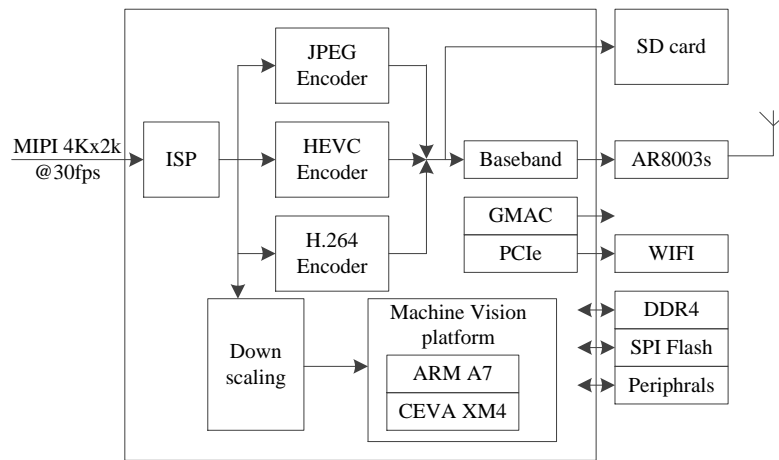 MIPI 4Kx2k
@30fps
ISP
JPEG
Encoder
HEVC
Encoder
H.264
Encoder
Down
scaling
Machine Vision
platform
ARM A7
CEVA XM4
Baseband
GMAC
PCIe
SD card
AR8003s
WIFI
DDR4
SPI Flash
Periphrals